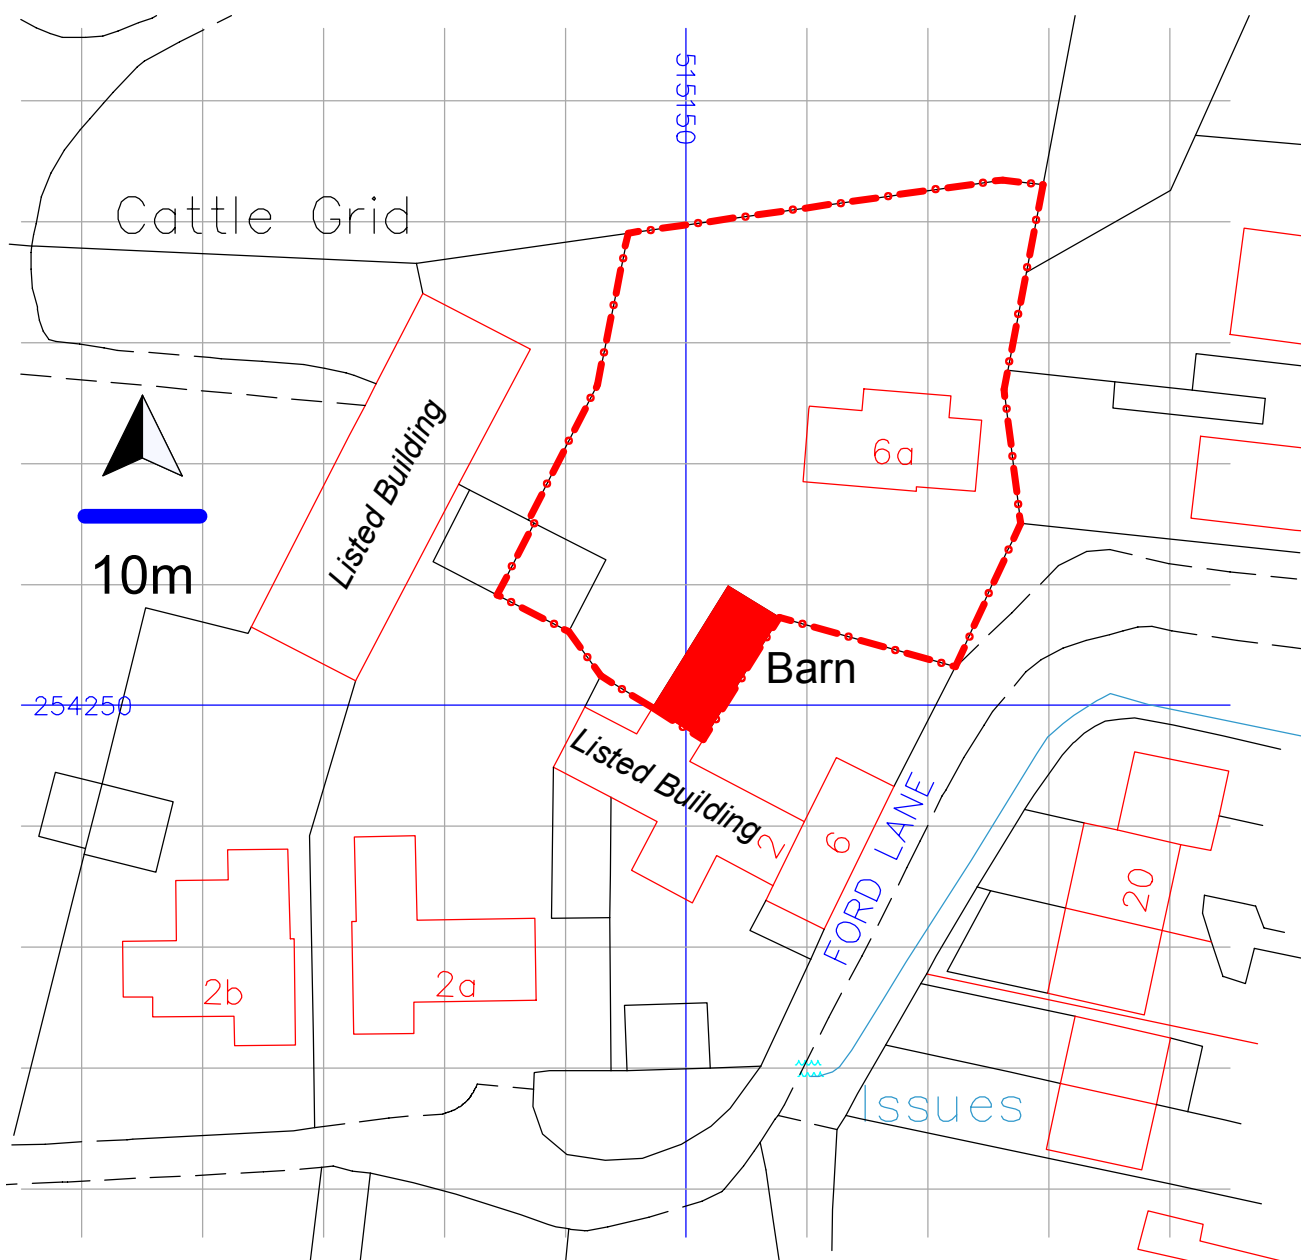 515150
Cattle Grid
Listed Building
6a
10m
Barn
254250
Listed Building
2
6
FORD LANE
20
2b
2a
Issues